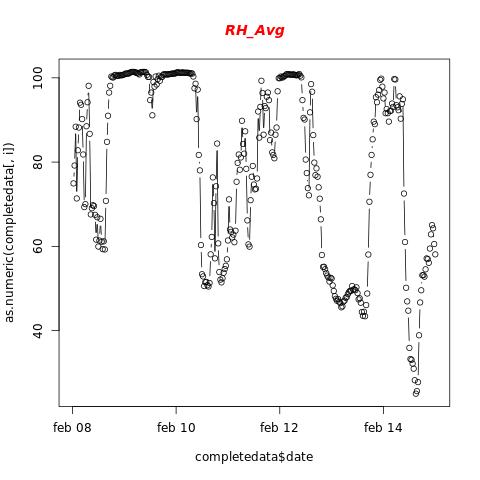 RH_Avg
as.numeric(completedata[, i])
100
80
60
40
feb 08
feb 10
feb 12
feb 14
completedata$date